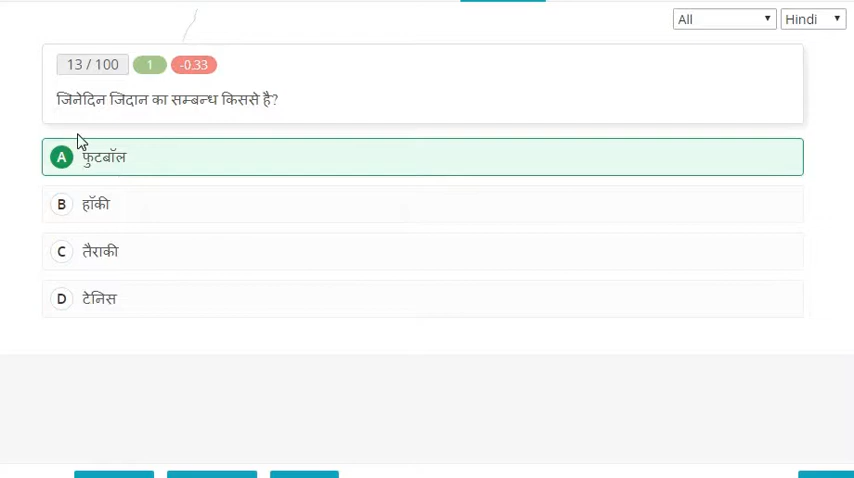 All Hindi
13 / 100 1 -0.33
जिनेदिन जिदान का सम्बन्ध किससे है?
A फुटबॉल
B हॉकी
C तैराकी
D टेनिस